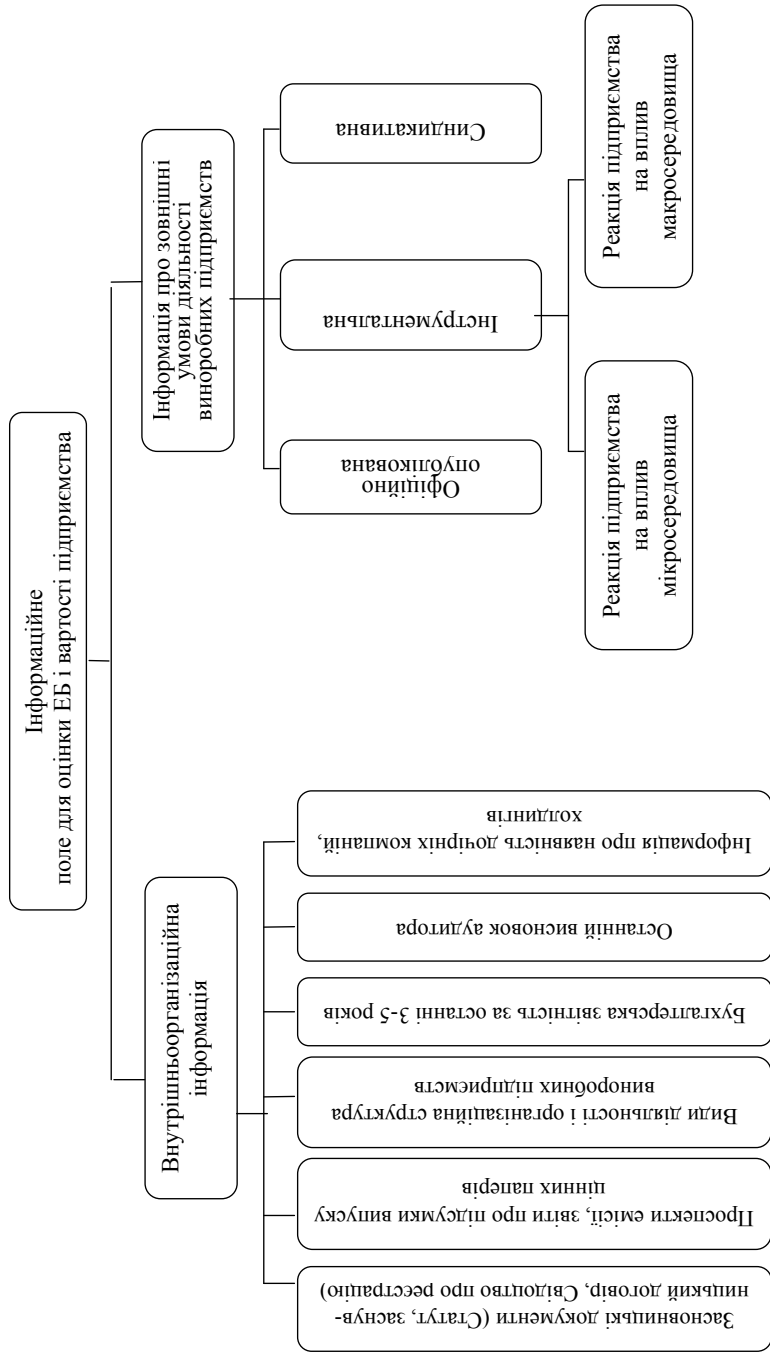 Інформаційне
поле для оцінки ЕБ і вартості підприємства
Внутрішньоорганізаційна
інформація
Засновницькі документи (Статут, заснув-
ницький договір, Свідоцтво про реєстрацію)
Проспекти емісії, звіти про підсумки випуску
цінних паперів
Види діяльності і організаційна структура
виноробних підприємств
Бухгалтерська звітність за останні 3-5 років
Останній висновок аудитора
Інформація про наявність дочірніх компаній,
холдингів
Інформація про зовнішні
умови діяльності
виноробних підприємств
Офіційно
опублікована
Інструментальна
Синдикативна
Реакція підприємства
на вплив
мікросередовища
Реакція підприємства
на вплив
макросередовища